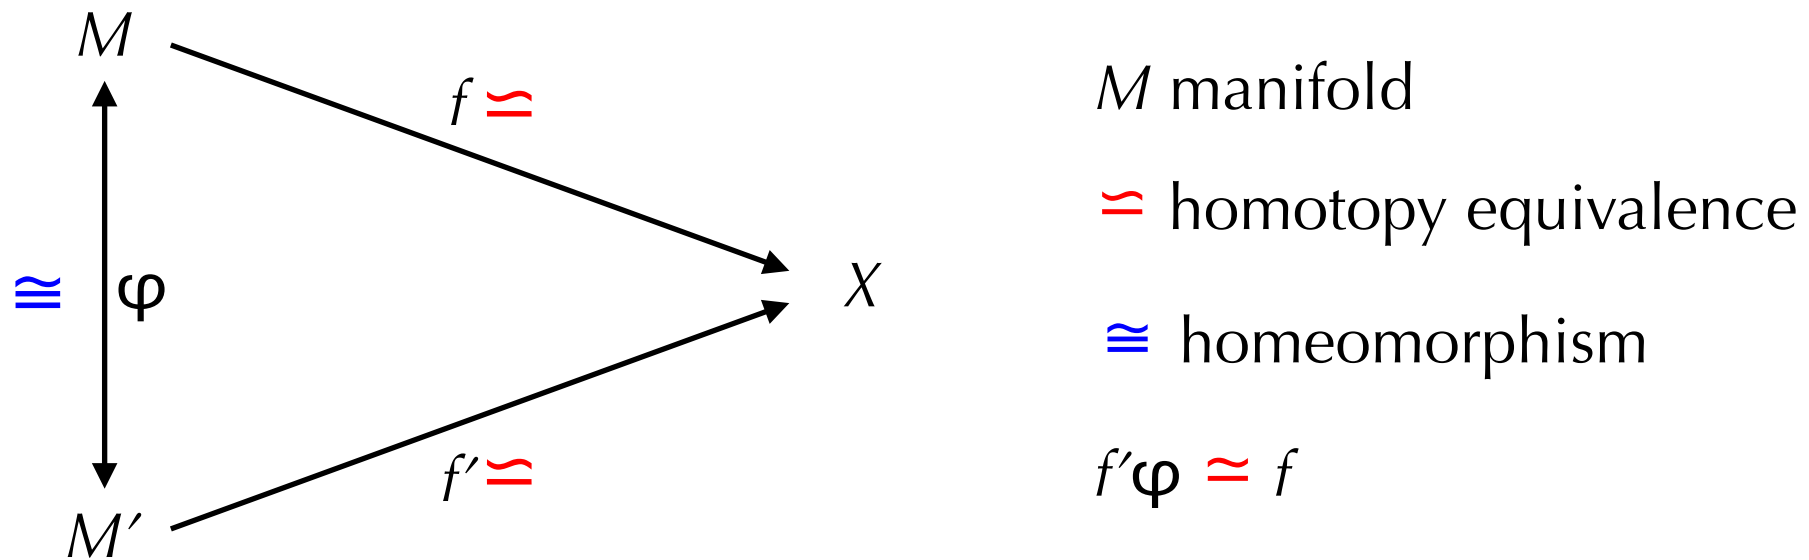 M
f ≃
≅ φ
X
f′ ≃
M′
M manifold
≃ homotopy equivalence
≅ homeomorphism
f′φ ≃ f